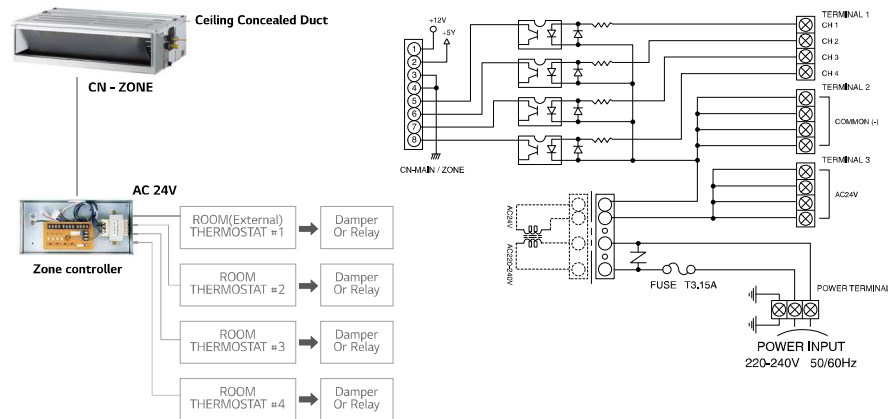 Ceiling Concealed Duct
CN - ZONE
AC 24V
Zone controller
ROOM(External)
THERMOSTAT #1
Damper
Or Relay
ROOM
THERMOSTAT #2
Damper
Or Relay
ROOM
THERMOSTAT #3
Damper
Or Relay
ROOM
THERMOSTAT #4
Damper
Or Relay
+12V
+5Y
1
2
3
4
5
6
7
8
CN-MAIN / ZONE
TERMINAL 1
CH 1
CH 2
CH 3
CH 4
TERMINAL 2
COMMON (-)
TERMINAL 3
AC24V
AC24V
AC220-240V
FUSE T3.15A
POWER TERMINAL
POWER INPUT
220-240V 50/60Hz